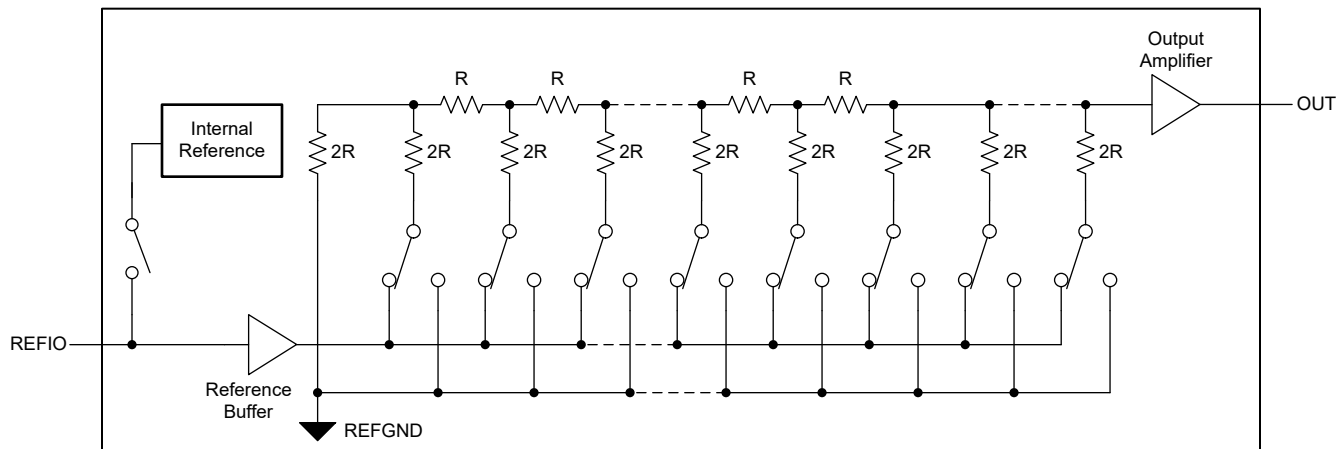 Output
Amplifier
R
R
R
R
OUT
Internal
Reference
2R
2R
2R
2R
2R
2R
2R
2R
2R
REFIO
Reference
Buffer
REFGND